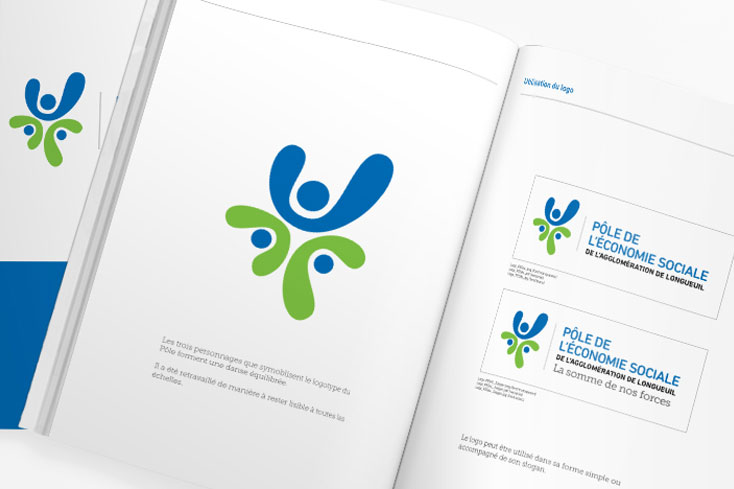 Les trois personnages que symoblisent le logotype du
Pôle forment une danse équilibrée.
Il a été retravaillé de manière à rester lisible à toutes les
échelles.
Utilisation du logo
PÔLE DE
L'ÉCONOMIE SOCIALE
DE L'AGGLOMÉRATION DE LONGUEUIL
PÔLE DE
L'ÉCONOMIE SOCIALE
DE L'AGGLOMÉRATION DE LONGUEUIL
La somme de nos forces
Le logo peut être utilisé dans sa forme simple ou
accompagné de son slogan.